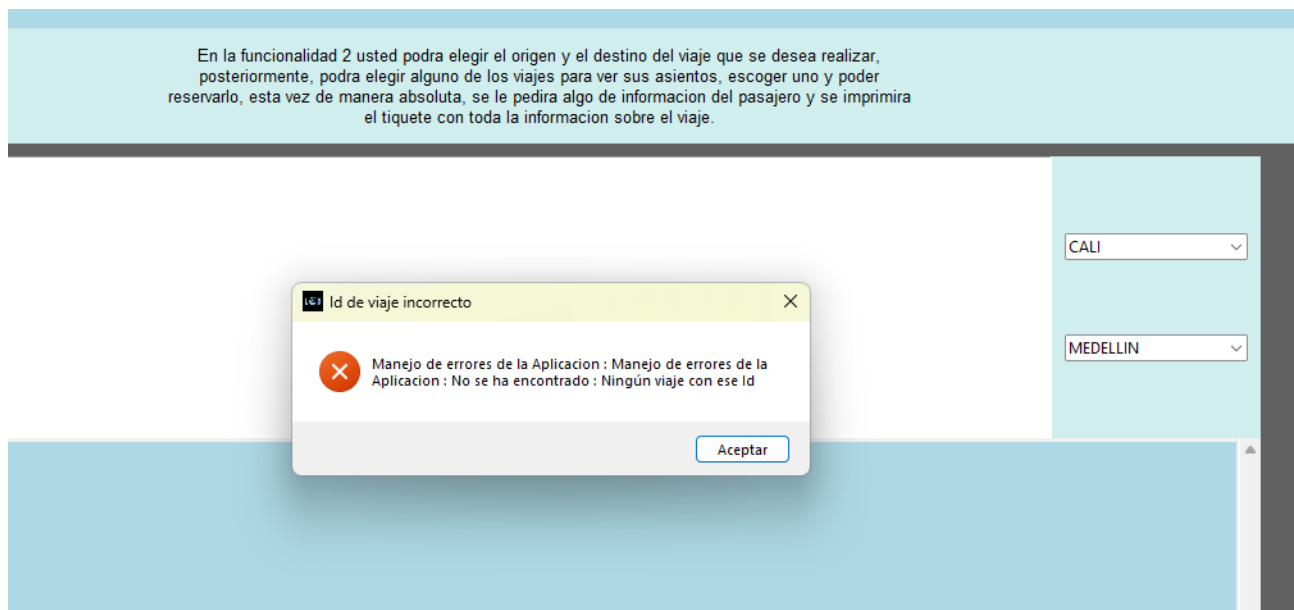 En la funcionalidad 2 usted podra elegir el origen y el destino del viaje que se desea realizar,
posteriormente, podra elegir alguno de los viajes para ver sus asientos, escoger uno y poder
reservarlo, esta vez de manera absoluta, se le pedira algo de informacion del pasajero y se imprimira
el tiquete con toda la informacion sobre el viaje.
CALI
Id de viaje incorrecto
MEDELLIN
Manejo de errores de la Aplicacion : Manejo de errores de la
Aplicacion : No se ha encontrado : Ningún viaje con ese Id
Aceptar